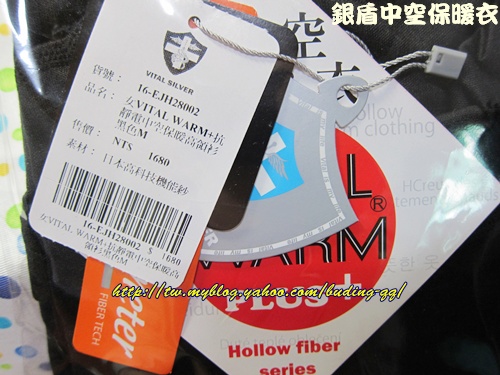 銀盾中空保暖衣
VITAL SILVER
貨號：
16-EJH28002
品名：
女VITAL WARM+抗
靜電中空保暖高領衫
黑色M
售價：
NT$ 1680
素材：
日本高科技機能紗
16-EJH28002
女VITAL WARM+抗靜電中空保暖高
領衫黑色M
$ 1680
FIBER TECH
WARM
®
PLUS+
Hollow fiber
series
clothing
http://tw.myblog.yahoo.com/buding-gg/